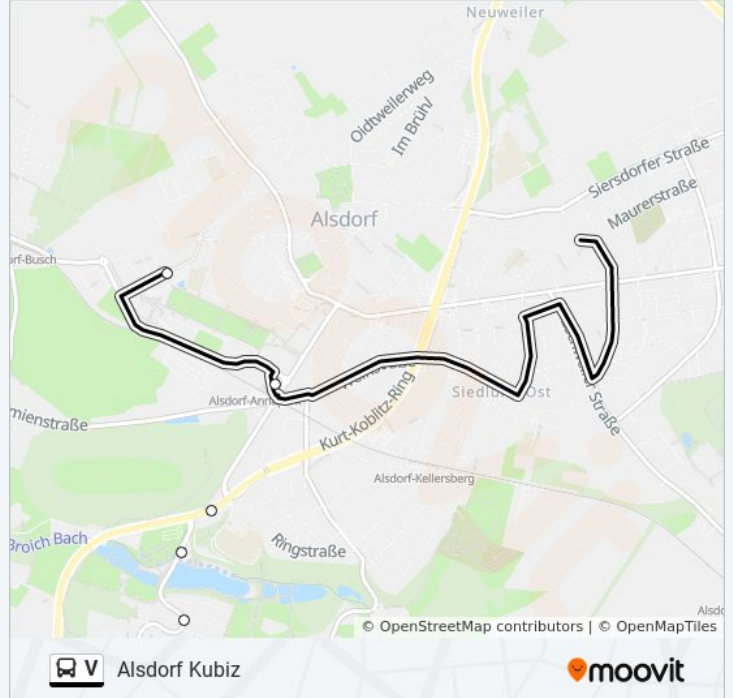 Neuweiler
Oidtweilerweg
Im Brühl
Siersdorfer Straße
Maurerstraße
Alsdorf
orf-Busch
Alsdorf-Anna
Siedlung Ost
Straße
mienstraße
Kurt-Koblitz-Ring
Alsdorf-Kellersberg
Broich Bach
Ringstraße
Alsdo
© OpenStreetMap contributors | © OpenMapTiles
V Alsdorf Kubiz
moovit